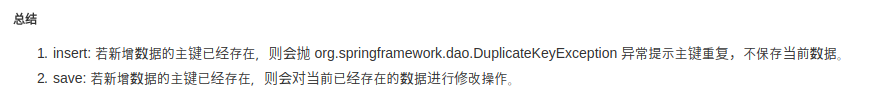 总结
1. insert: 若新增数据的主键已经存在，则会抛 org.springframework.dao.DuplicateKeyException 异常提示主键重复，不保存当前数据。
2. save: 若新增数据的主键已经存在，则会对当前已经存在的数据进行修改操作。